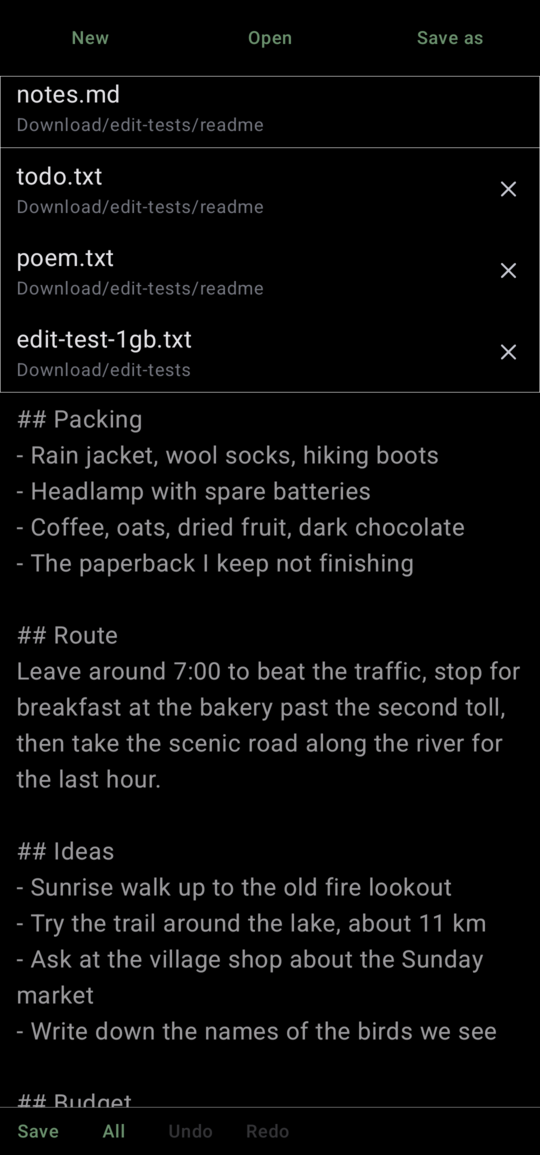 New Open Save as
notes.md
Download/edit-tests/readme
todo.txt
Download/edit-tests/readme
poem.txt
Download/edit-tests/readme
edit-test-1gb.txt
Download/edit-tests
## Packing
- Rain jacket, wool socks, hiking boots
- Headlamp with spare batteries
- Coffee, oats, dried fruit, dark chocolate
- The paperback I keep not finishing
## Route
Leave around 7:00 to beat the traffic, stop for
breakfast at the bakery past the second toll,
then take the scenic road along the river for
the last hour.
## Ideas
- Sunrise walk up to the old fire lookout
- Try the trail around the lake, about 11 km
- Ask at the village shop about the Sunday
market
- Write down the names of the birds we see
## Budget
Save All Undo Redo